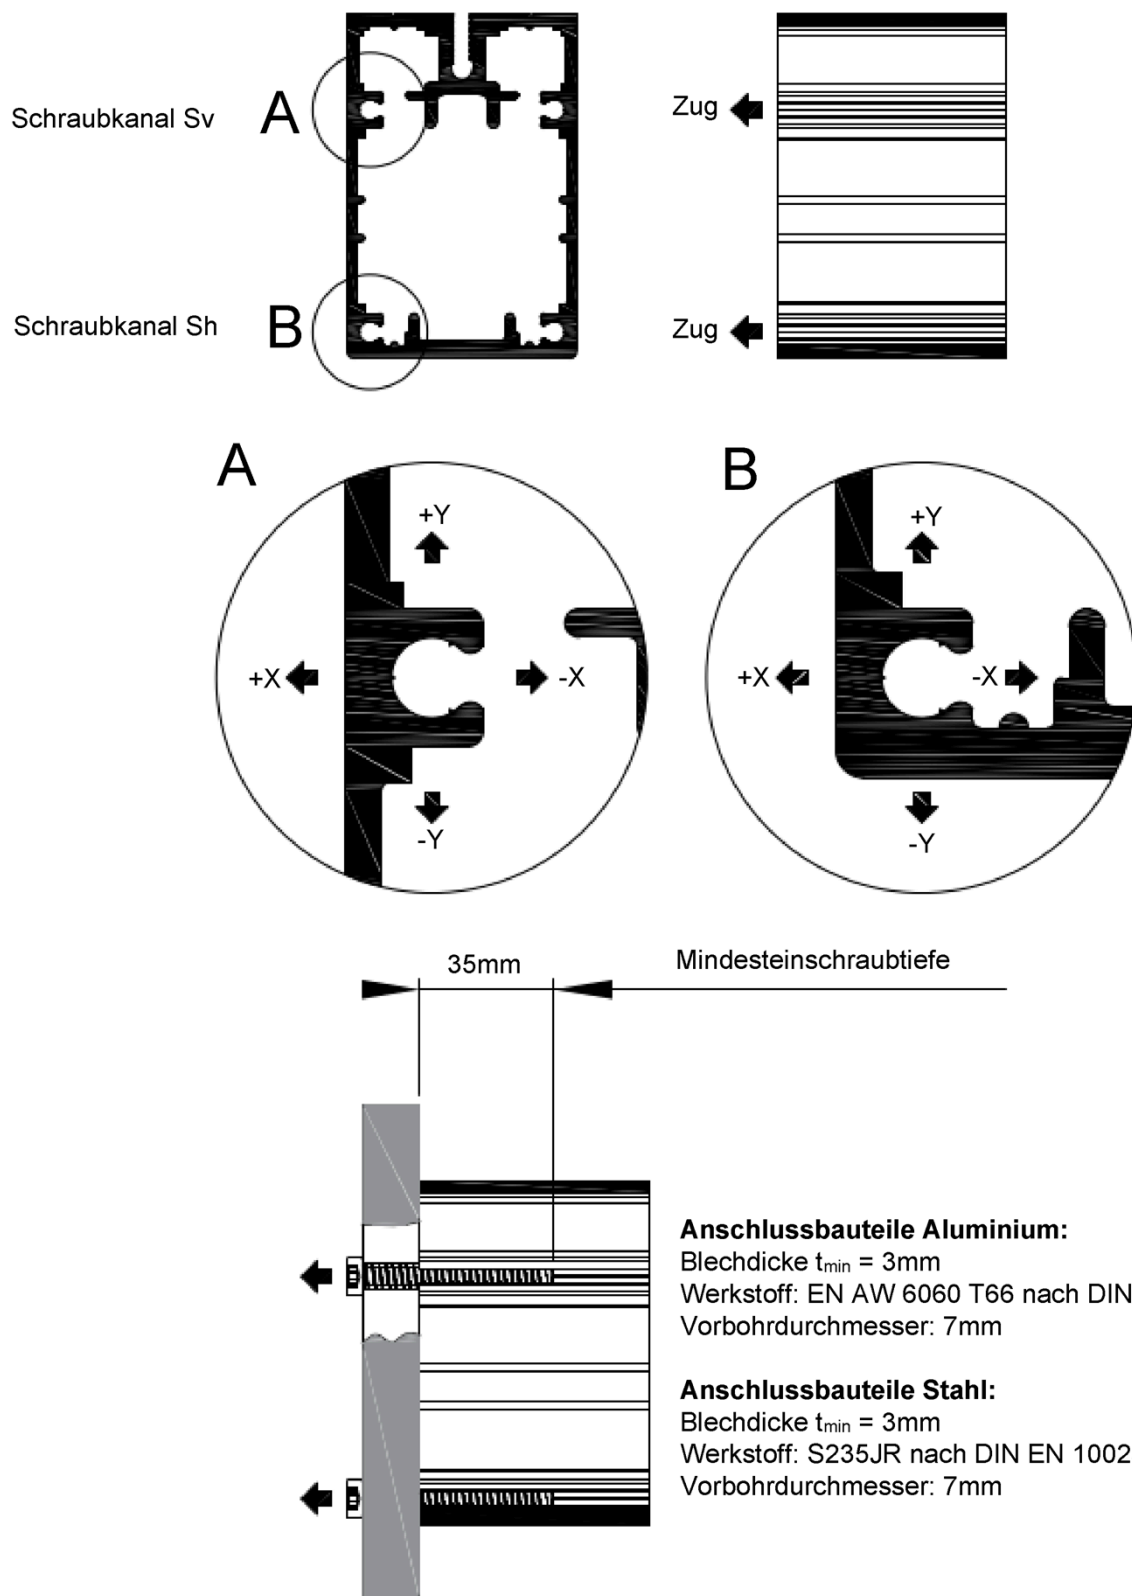 Schraubkanal Sv
A
Zug
Schraubkanal Sh
B
Zug
A
B
+Y
+X
-X
-Y
+Y
+X
-X
-Y
35mm
Mindesteinschraubtiefe
Anschlussbauteile Aluminium:
Blechdicke tmin = 3mm
Werkstoff: EN AW 6060 T66 nach DIN
Vorbohrdurchmesser: 7mm
Anschlussbauteile Stahl:
Blechdicke tmin = 3mm
Werkstoff: S235JR nach DIN EN 1002
Vorbohrdurchmesser: 7mm